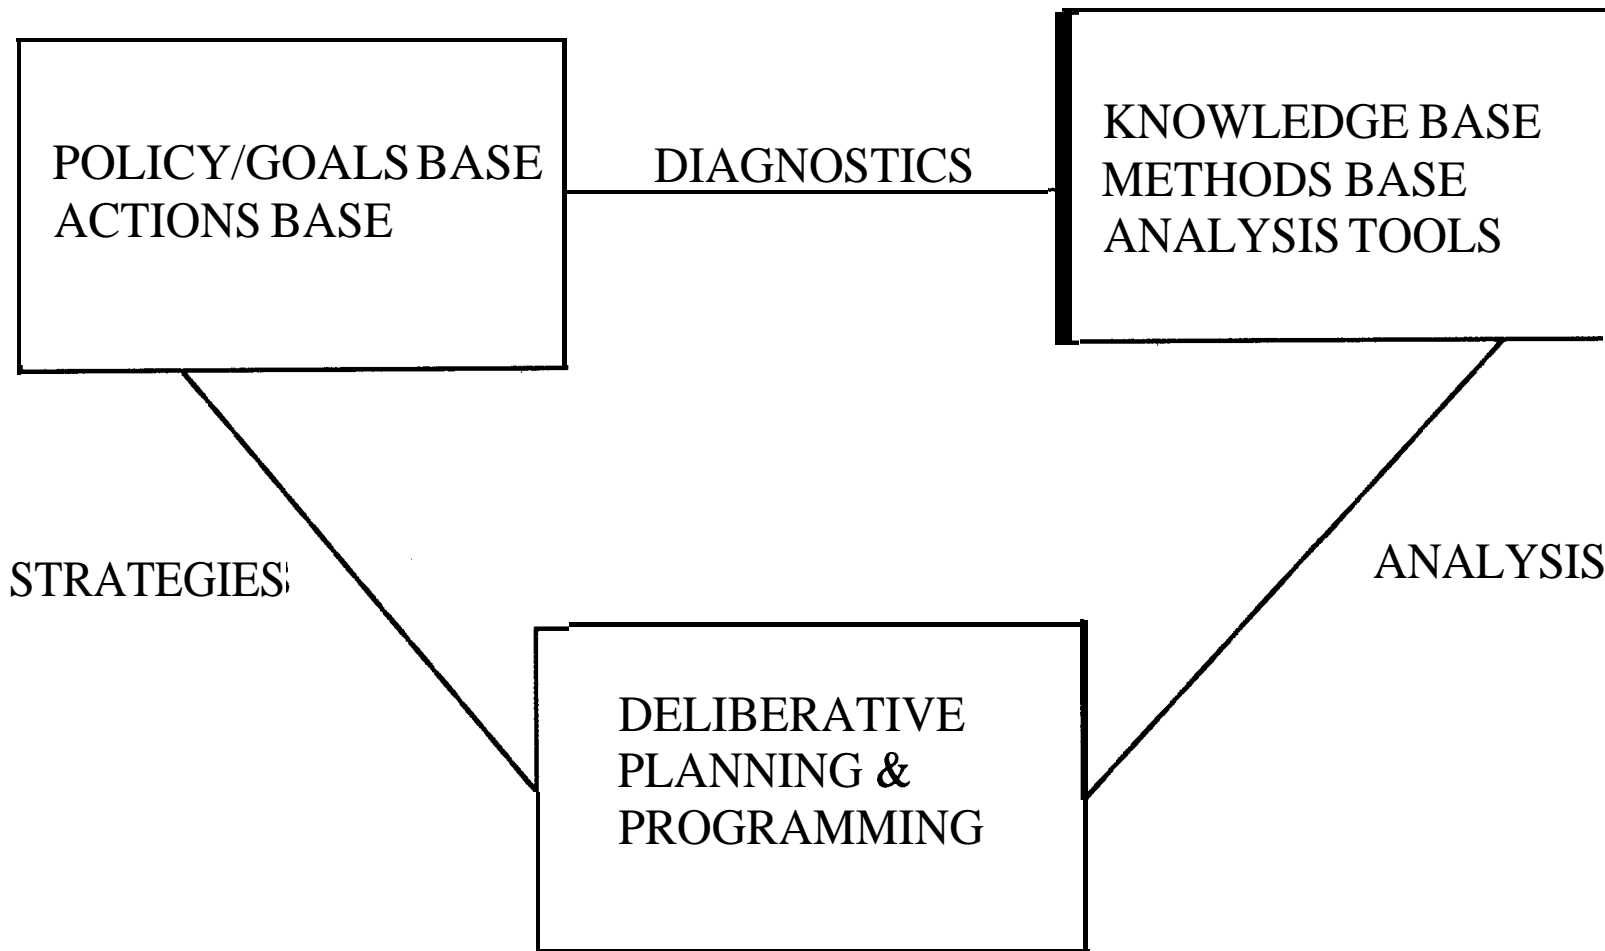 POLICY/GOALS BASE
ACTIONS BASE
DIAGNOSTICS
KNOWLEDGE BASE
METHODS BASE
ANALYSIS TOOLS
STRATEGIES
ANALYSIS
DELIBERATIVE
PLANNING &
PROGRAMMING